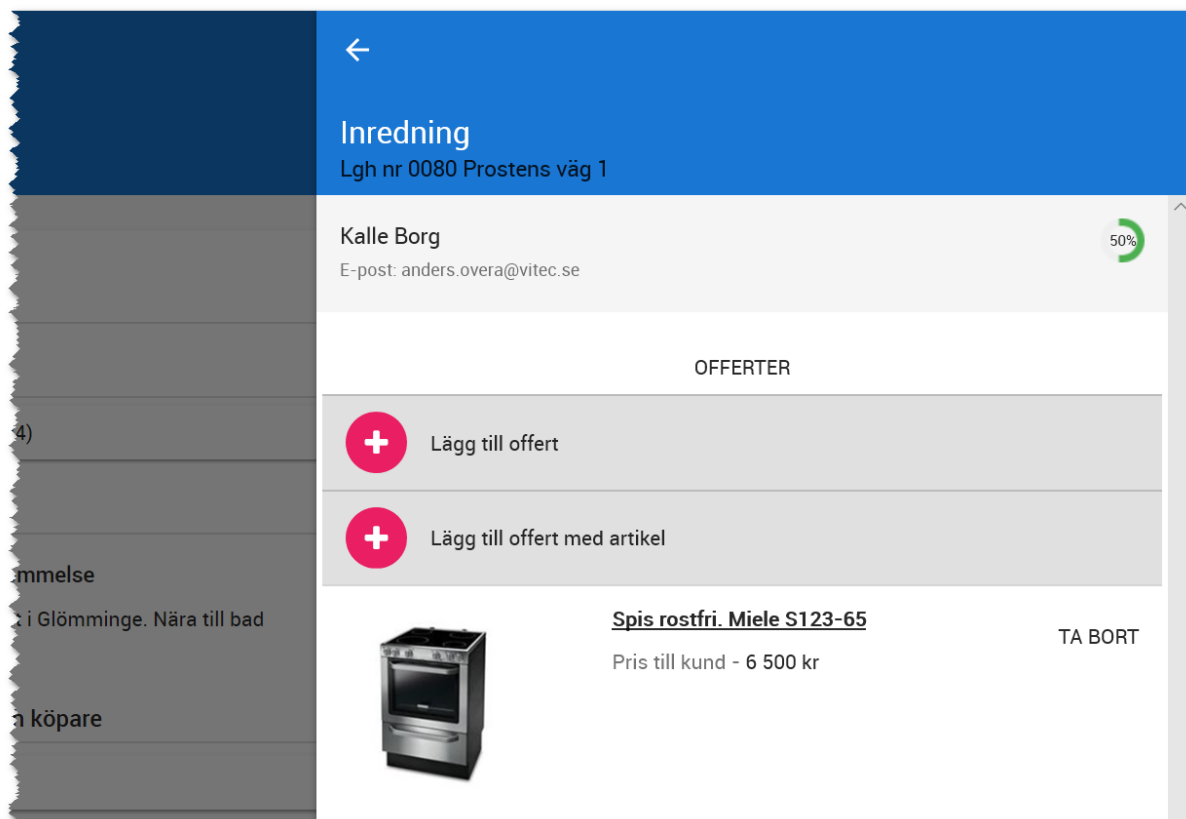 Inredning
Lgh nr 0080 Prostens väg 1
Kalle Borg
50%
E-post: anders.overa@vitec.se
OFFERTER
4)
Lägg till offert
Lägg till offert med artikel
mmelse
t i Glömminge. Nära till bad
Spis rostfri. Miele S123-65
TA BORT
Pris till kund - 6 500 kr
n köpare